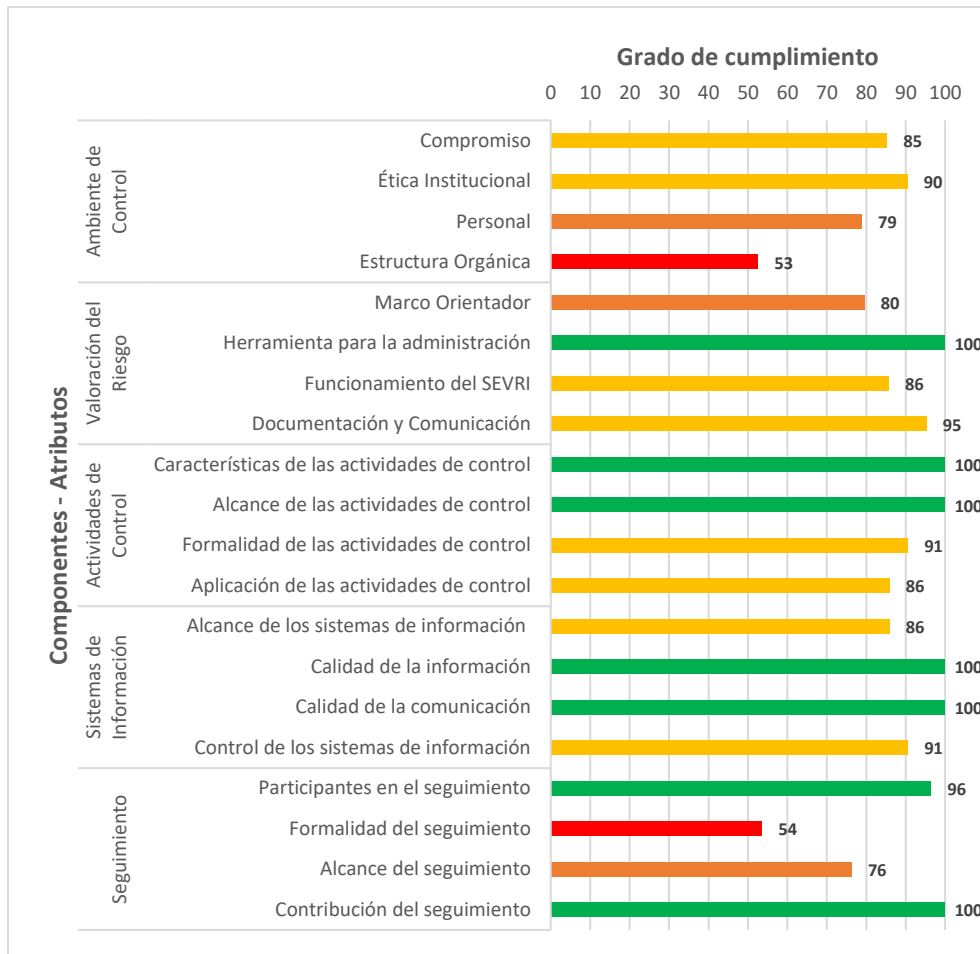 Grado de cumplimiento
0 10 20 30 40 50 60 70 80 90 100
Componentes - Atributos
Ambiente de
Control
Compromiso 85
Ética Institucional 90
Personal 79
Estructura Orgánica 53
Valoración del
Riesgo
Marco Orientador 80
Herramienta para la administración 100
Funcionamiento del SEVRI 86
Documentación y Comunicación 95
Actividades de
Control
Características de las actividades de control 100
Alcance de las actividades de control 100
Formalidad de las actividades de control 91
Aplicación de las actividades de control 86
Sistemas de
Información
Alcance de los sistemas de información 86
Calidad de la información 100
Calidad de la comunicación 100
Control de los sistemas de información 91
Seguimiento
Participantes en el seguimiento 96
Formalidad del seguimiento 54
Alcance del seguimiento 76
Contribución del seguimiento 100